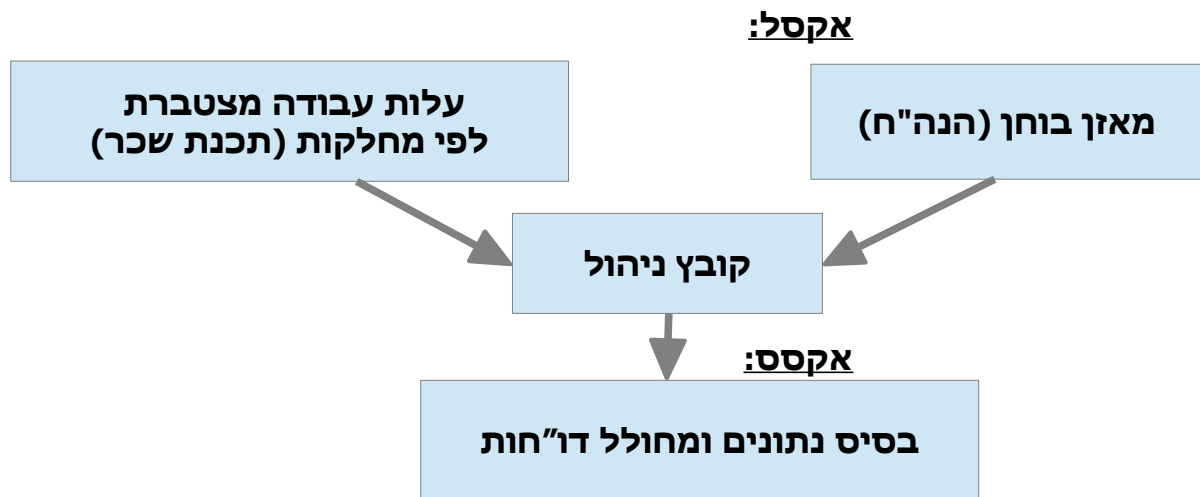 אקסל:
מאזן בוחן (הנה"ח)
עלות עבודה מצטברת
לפי מחלקות (תכנת שכר)
קובץ ניהול
אקסס:
בסיס נתונים ומחולל דו"חות